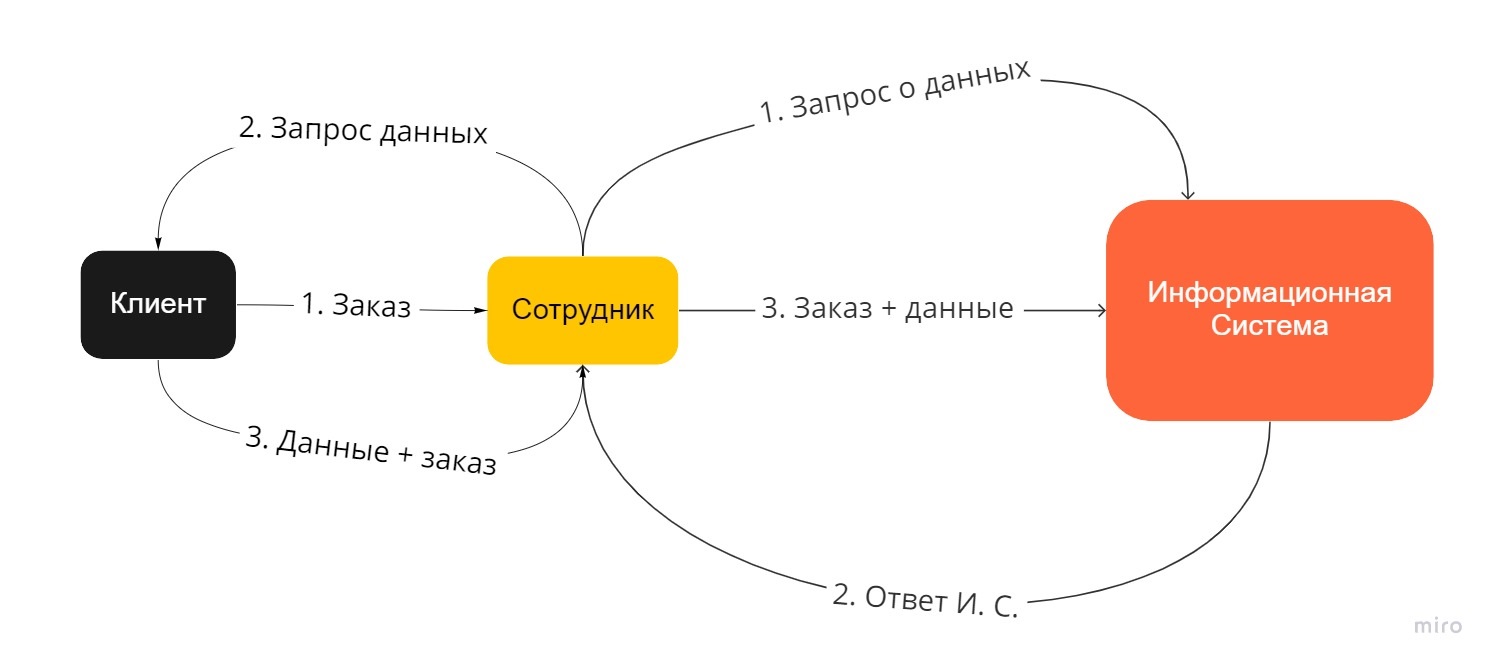 1. Запрос о данных
2. Запрос данных
Клиент
1. Заказ
Сотрудник
3. Заказ + данные
Информационная
Система
3. Данные + заказ
2. Ответ И. С.
miro